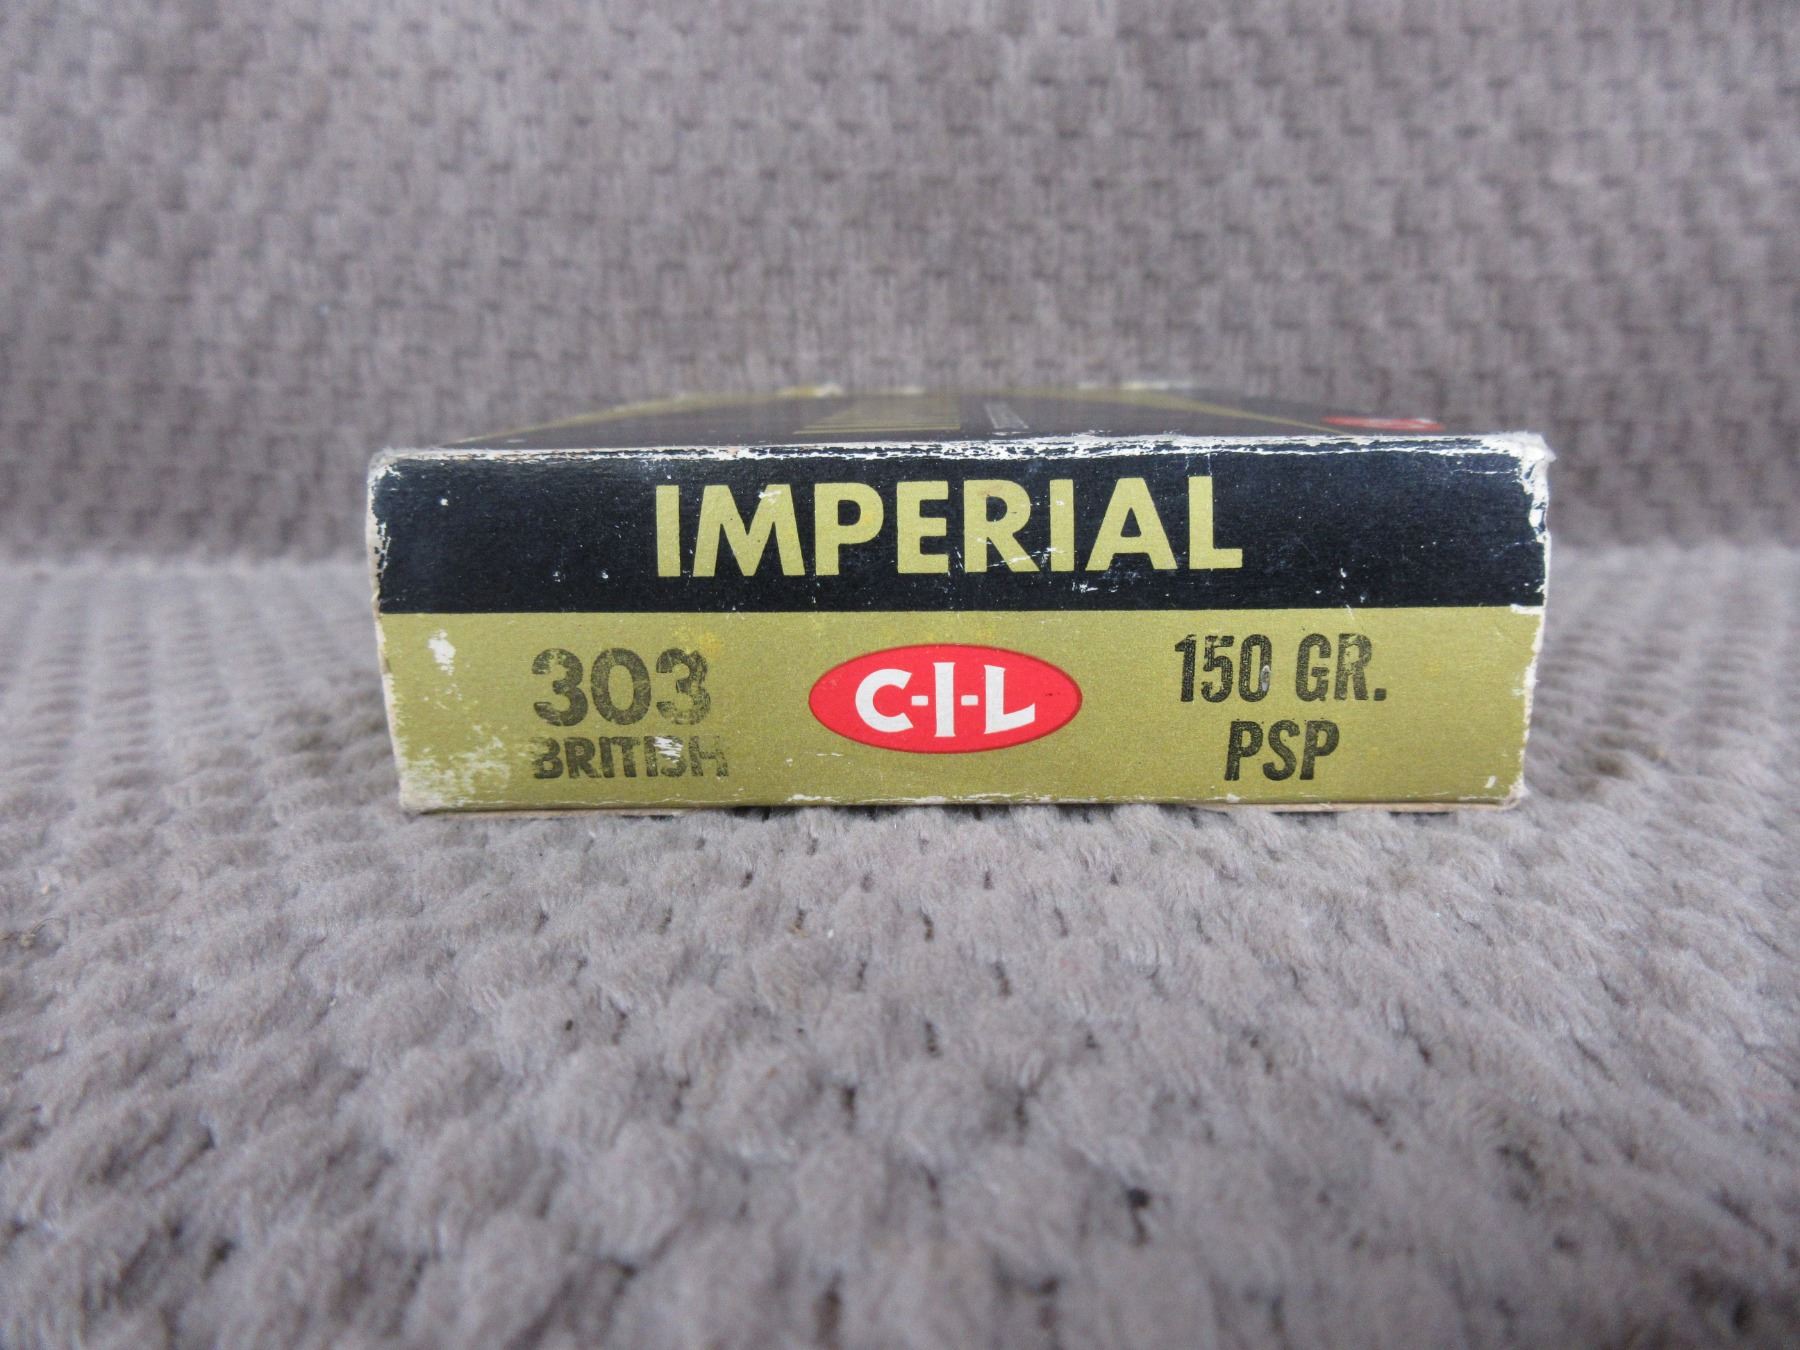 IMPERIAL
303
BRITISH
C-I-L
150 GR.
PSP